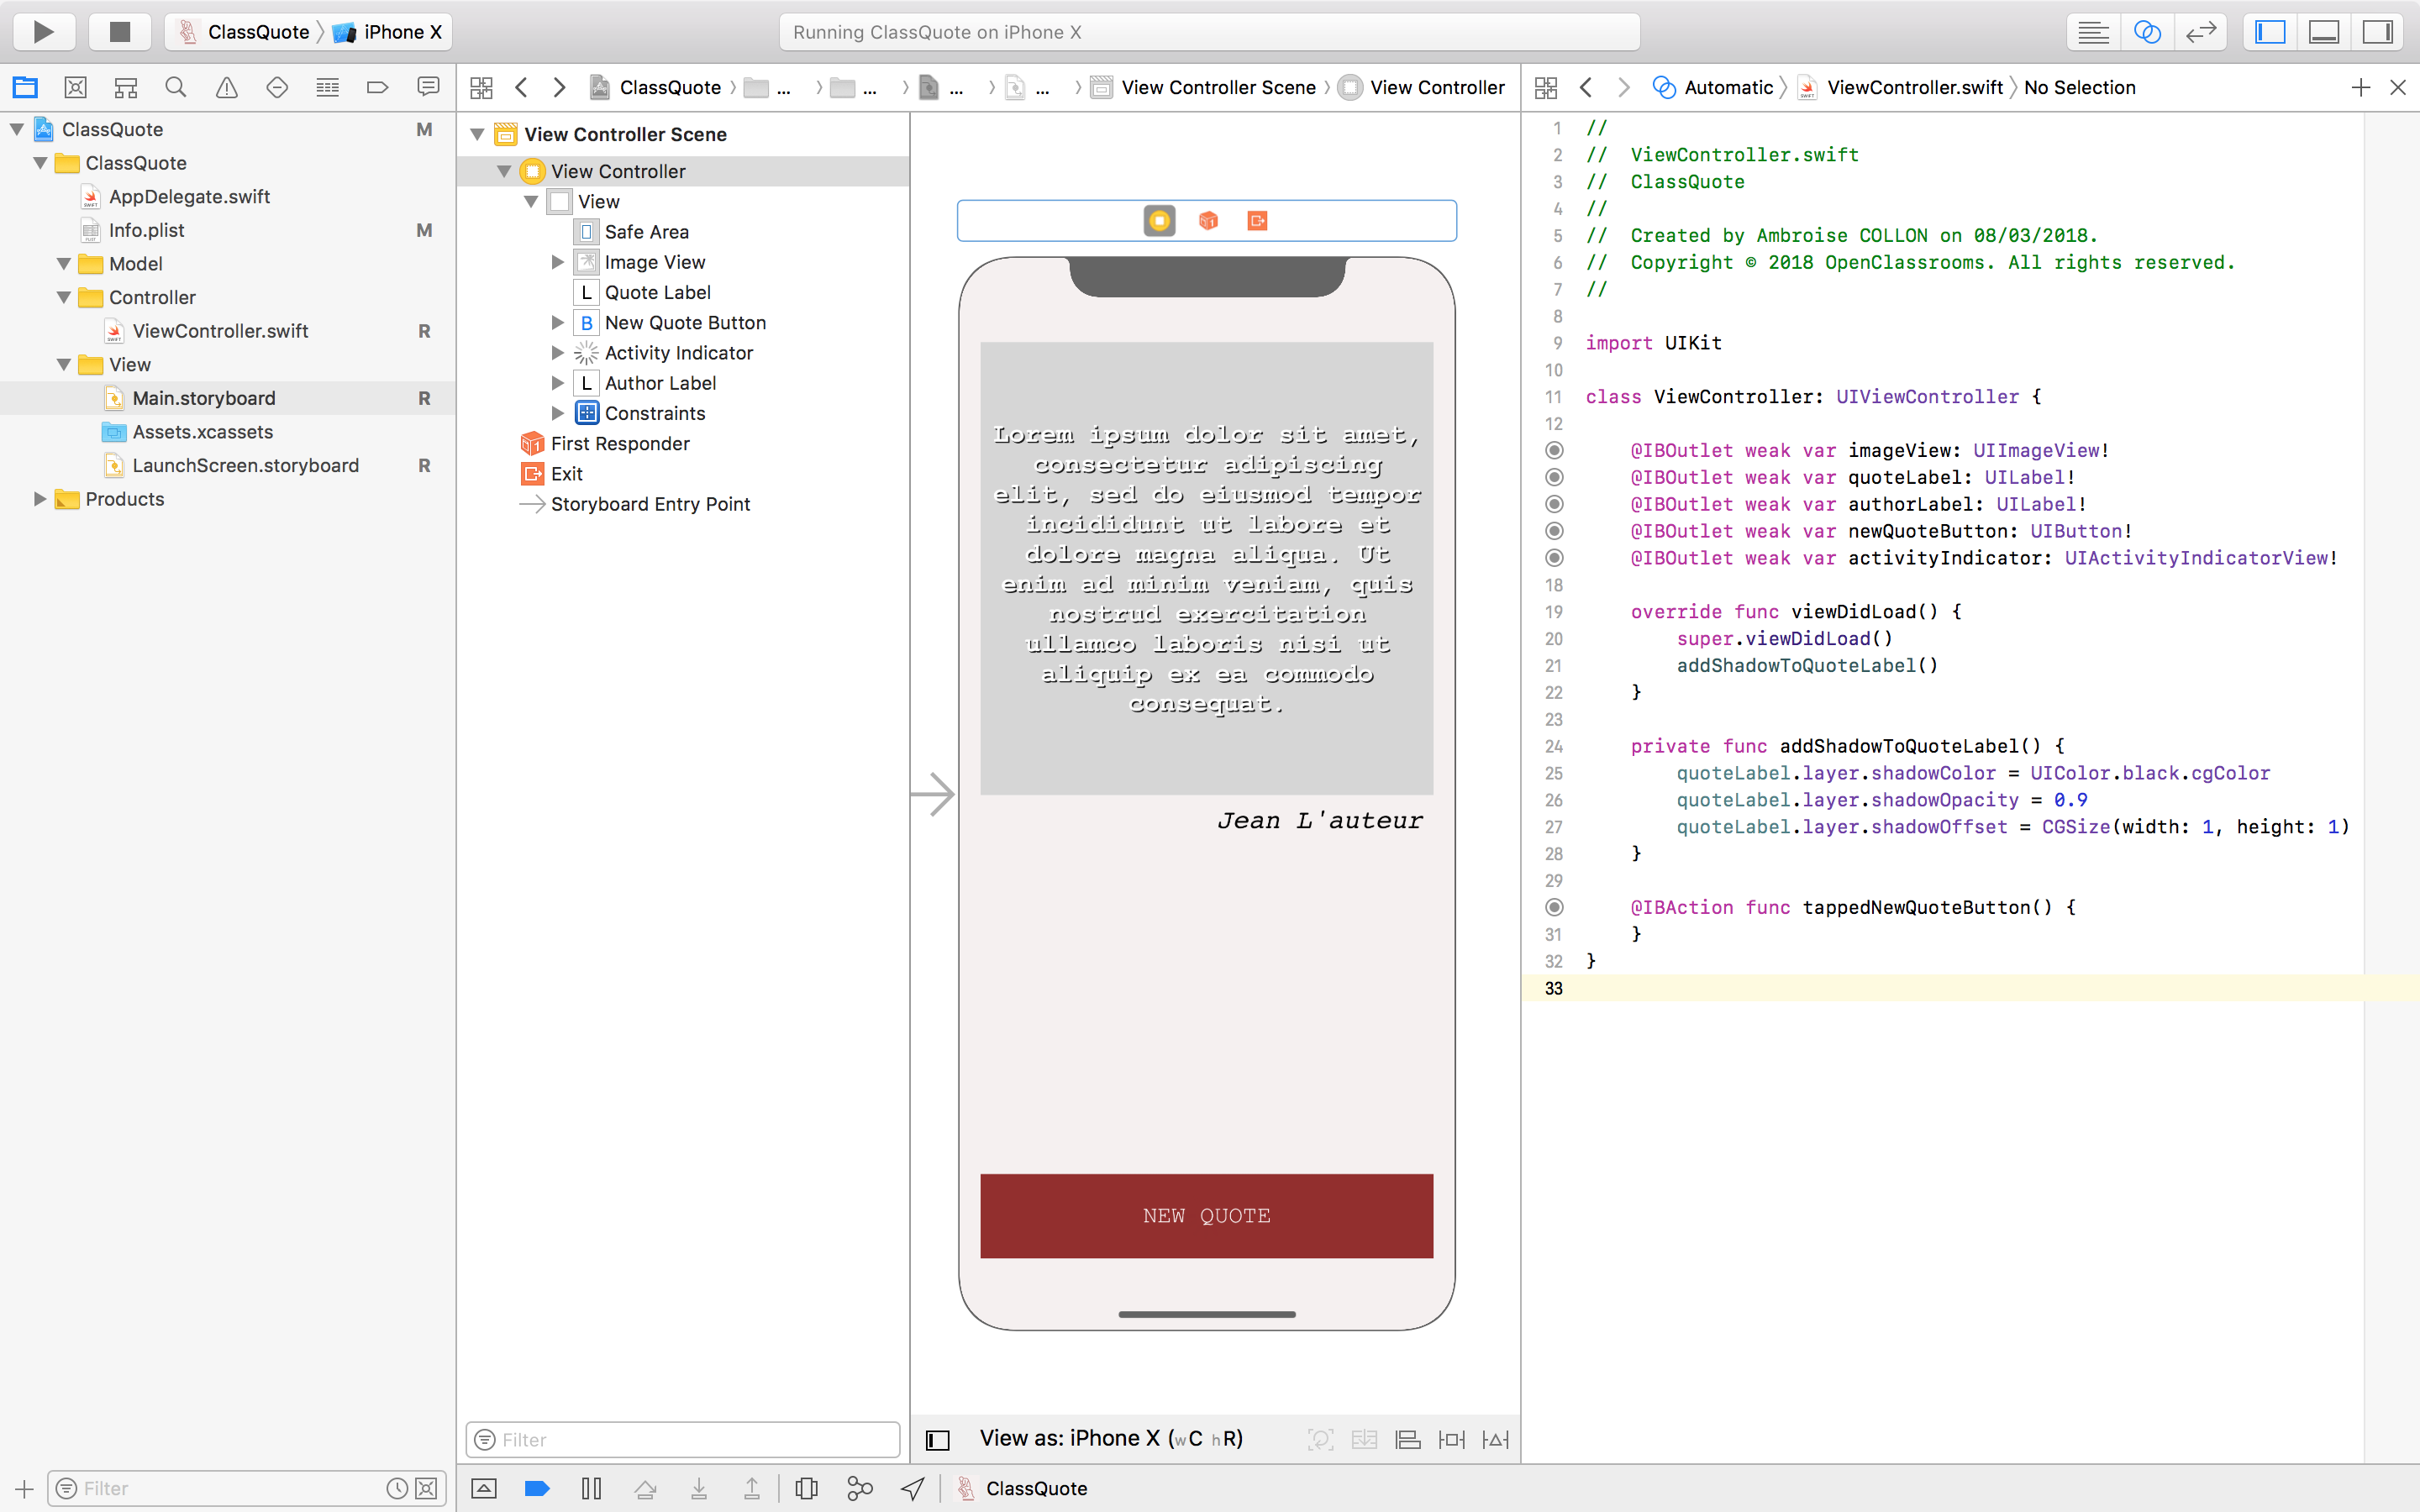 ClassQuote iPhone X
Running ClassQuote on iPhone X
ClassQuote ... ... ... ... View Controller Scene View Controller
Automatic ViewController.swift No Selection
ClassQuote M
ClassQuote
AppDelegate.swift
Info.plist M
Model
Controller
ViewController.swift R
View
Main.storyboard R
Assets.xcassets
LaunchScreen.storyboard R
Products
Filter
View Controller Scene
View Controller
View
Safe Area
Image View
L Quote Label
B New Quote Button
Activity Indicator
L Author Label
Constraints
First Responder
Exit
Storyboard Entry Point
Filter
Lorem ipsum dolor sit amet,
consectetur adipiscing
elit, sed do eiusmod tempor
incididunt ut labore et
dolore magna aliqua. Ut
enim ad minim veniam, quis
nostrud exercitation
ullamco laboris nisi ut
aliquip ex ea commodo
consequat.
Jean L'auteur
NEW QUOTE
View as: iPhone X (wC hR)
ClassQuote
1 //
2 //  ViewController.swift
3 //  ClassQuote
4 //
5 //  Created by Ambroise COLLON on 08/03/2018.
6 //  Copyright © 2018 OpenClassrooms. All rights reserved.
7 //
8
9 import UIKit
10
11 class ViewController: UIViewController {
12
@IBOutlet weak var imageView: UIImageView!
@IBOutlet weak var quoteLabel: UILabel!
@IBOutlet weak var authorLabel: UILabel!
@IBOutlet weak var newQuoteButton: UIButton!
@IBOutlet weak var activityIndicator: UIActivityIndicatorView!
18
19 override func viewDidLoad() {
20 super.viewDidLoad()
21 addShadowToQuoteLabel()
22 }
23
24 private func addShadowToQuoteLabel() {
25 quoteLabel.layer.shadowColor = UIColor.black.cgColor
26 quoteLabel.layer.shadowOpacity = 0.9
27 quoteLabel.layer.shadowOffset = CGSize(width: 1, height: 1)
28 }
29
@IBAction func tappedNewQuoteButton() {
31 }
32 }
33